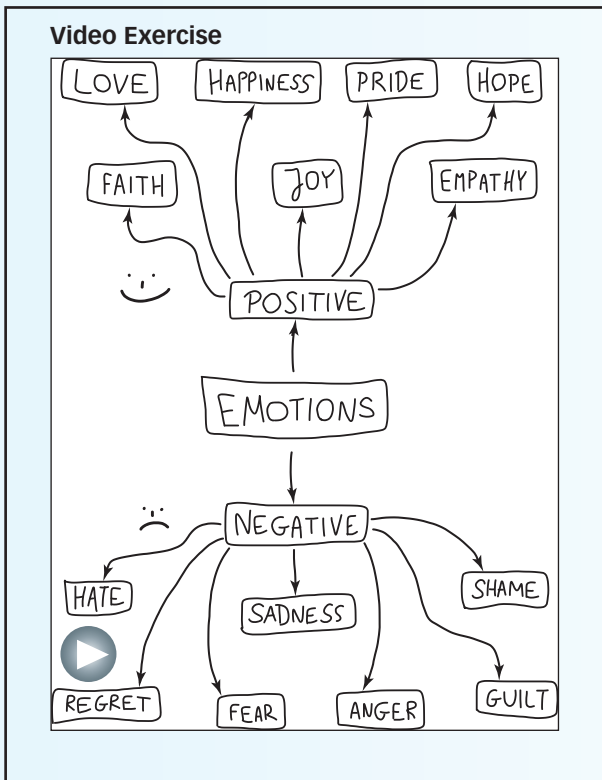 Video Exercise
LOVE HAPPINESS PRIDE HOPE
FAITH JOY EMPATHY
POSITIVE
EMOTIONS
NEGATIVE
HATE SADNESS SHAME
REGRET FEAR ANGER GUILT